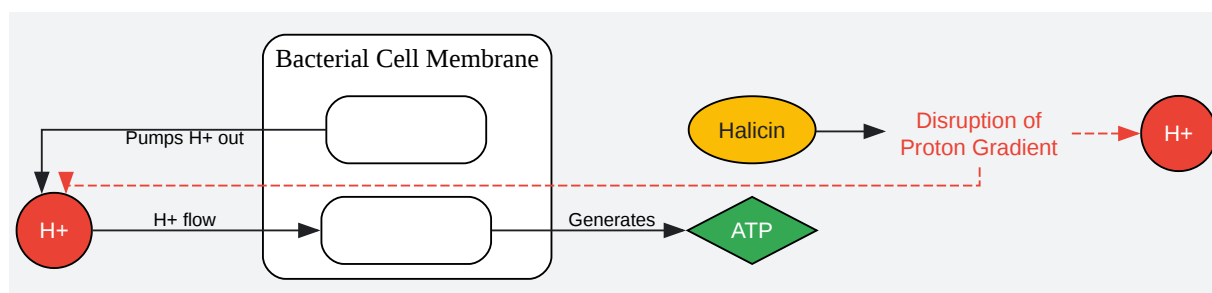 Bacterial Cell Membrane
Pumps H+ out
Halicin
Disruption of
Proton Gradient
H+
H+
H+ flow
Generates
ATP